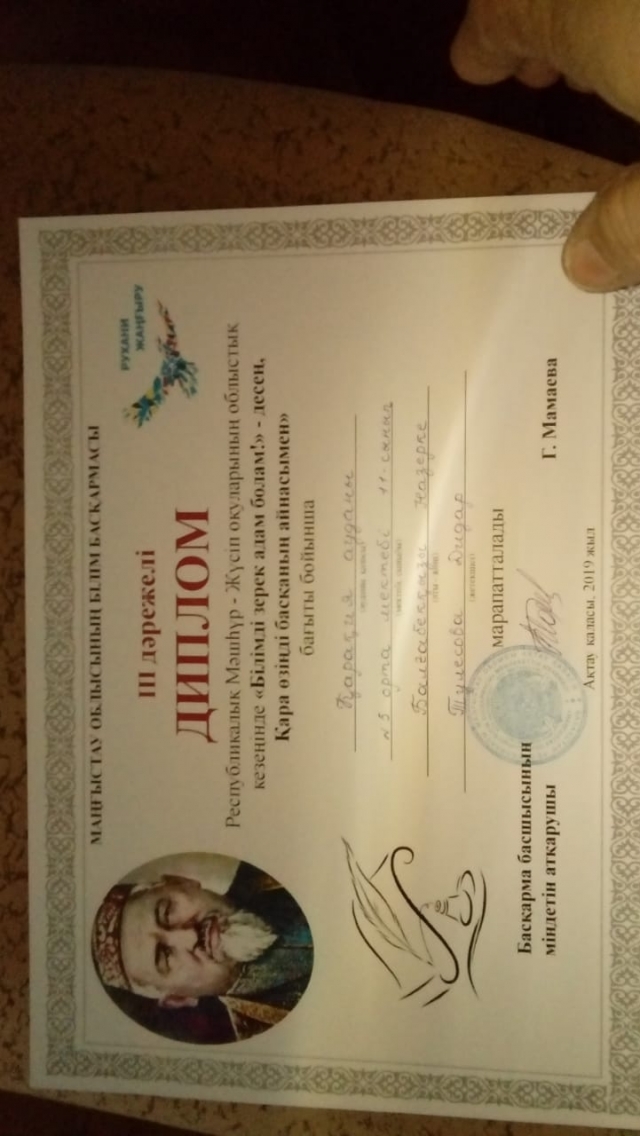 МАҢҒЫСТАУ ОБЛЫСЫНЫҢ БІЛІМ БАСҚАРМАСЫ
РУХАНИ
ЖАҢҒЫРУ
III дәрежелі
ДИПЛОМ
Республикалық Мәшһүр - Жүсіп оқуларының облыстық
кезеңінде «Білімді зерек адам болам!» - десең,
Қара өзіңді басқаның айнасымен»
бағыты бойынша
Қарақия ауданы
№3 орта мектебі 11-сынып
Балғабекқызы Назерке
Тулесова Дидар
марапатталады
Басқарма басшысының
міндетін атқарушы
Г. Мамаева
Ақтау қаласы, 2019 жыл